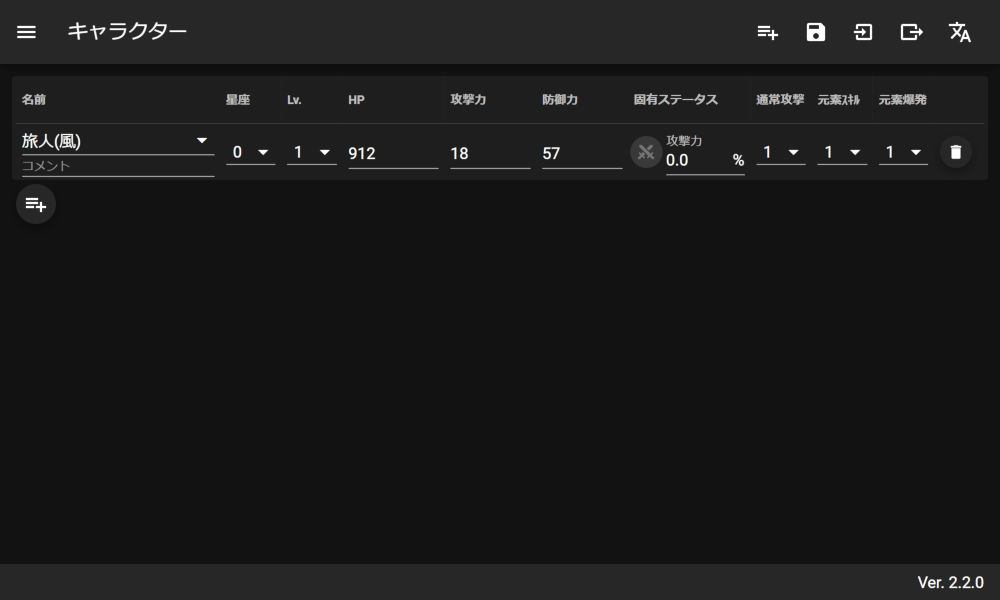 キャラクター
名前 星座 Lv. HP 攻撃力 防御力 固有ステータス 通常攻撃 元素ｽｷﾙ 元素爆発
旅人(風) 0 1 912 18 57 攻撃力 0.0 % 1 1 1
コメント
Ver. 2.2.0